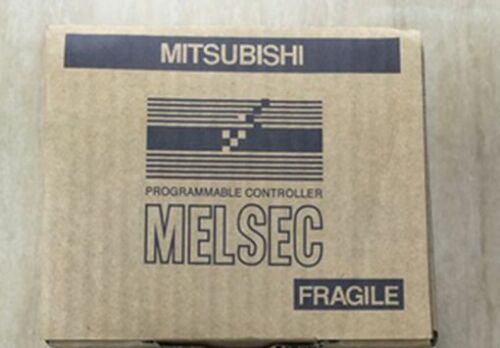 MITSUBISHI
PROGRAMMABLE CONTROLLER
MELSEC
FRAGILE